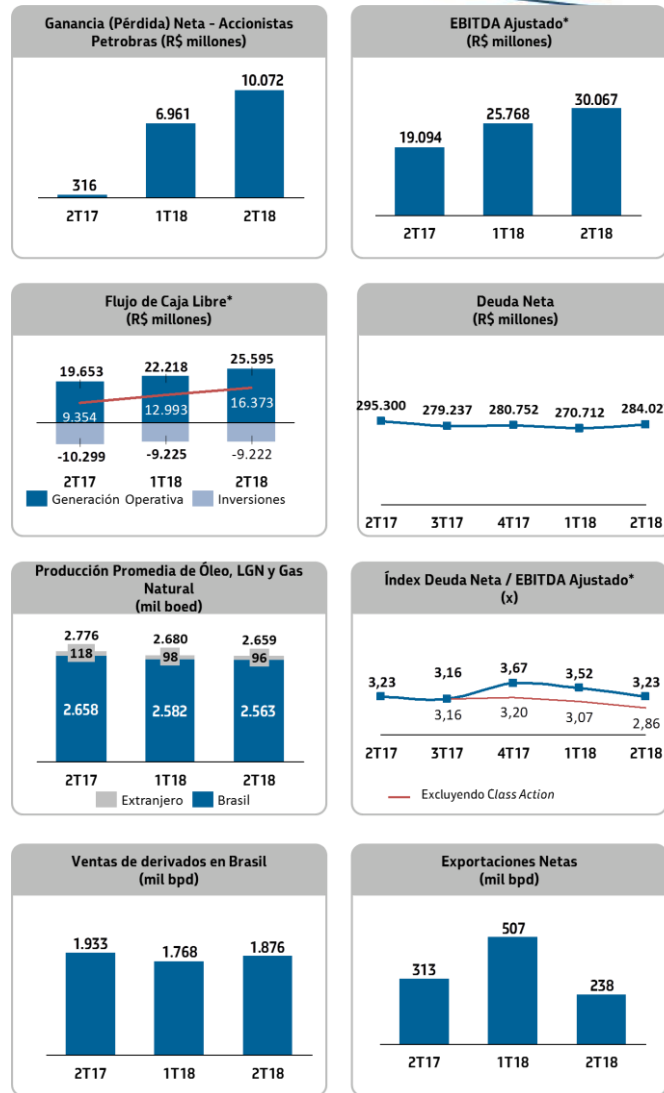 Ganancia (Pérdida) Neta - Accionistas
Petrobras (R$ millones)
316
6.961
10.072
2T17
1T18
2T18
EBITDA Ajustado*
(R$ millones)
19.094
25.768
30.067
2T17
1T18
2T18
Flujo de Caja Libre*
(R$ millones)
19.653
22.218
25.595
9.354
12.993
16.373
-10.299
-9.225
-9.222
2T17
1T18
2T18
Generación Operativa
Inversiones
Deuda Neta
(R$ millones)
295.300
279.237
280.752
270.712
284.02
2T17
3T17
4T17
1T18
2T18
Producción Promedia de Óleo, LGN y Gas
Natural
(mil boed)
2.776
2.680
2.659
118
98
96
2.658
2.582
2.563
2T17
1T18
2T18
Extranjero
Brasil
Índex Deuda Neta / EBITDA Ajustado*
(x)
3,23
3,16
3,67
3,52
3,23
3,16
3,20
3,07
2,86
2T17
3T17
4T17
1T18
2T18
Excluyendo Class Action
Ventas de derivados en Brasil
(mil bpd)
1.933
1.768
1.876
2T17
1T18
2T18
Exportaciones Netas
(mil bpd)
313
507
238
2T17
1T18
2T18